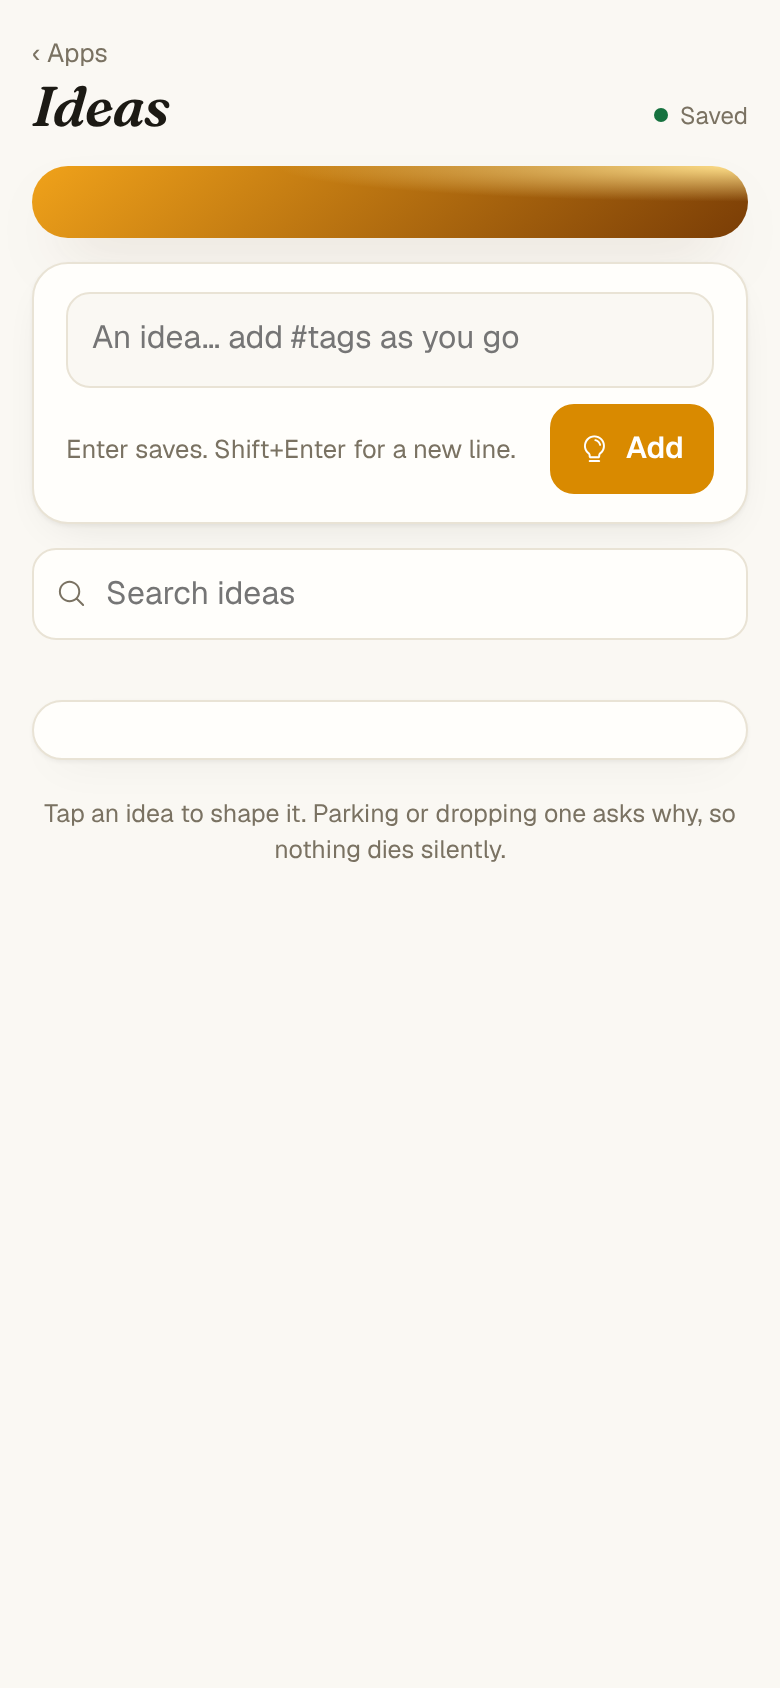 ‹ Apps
Ideas
Saved
An idea... add #tags as you go
Enter saves. Shift+Enter for a new line.
Add
Search ideas
Tap an idea to shape it. Parking or dropping one asks why, so
nothing dies silently.